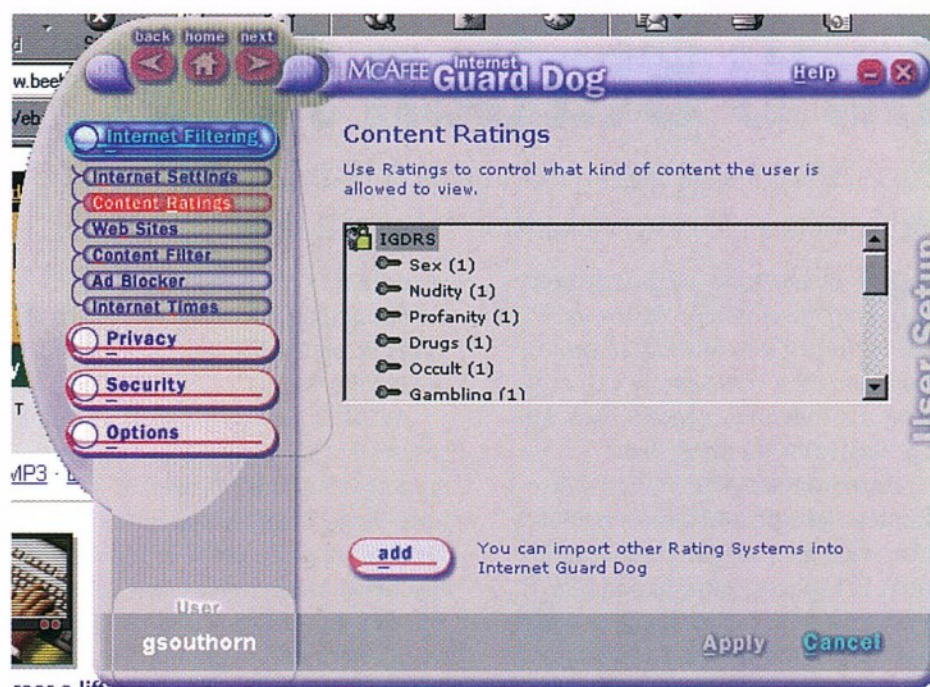 back home next
McAFEE Internet Guard Dog
Help
w.bee
Internet Filtering
Internet Settings
Content Ratings
Web Sites
Content Filter
Ad Blocker
Internet Times
Privacy
Security
Options
Content Ratings
Use Ratings to control what kind of content the user is
allowed to view.
IGDRS
Sex (1)
Nudity (1)
Profanity (1)
Drugs (1)
Occult (1)
Gambling (1)
User Setup
MP3
add
You can import other Rating Systems into
Internet Guard Dog
User
gsouthorn
Apply
Cancel